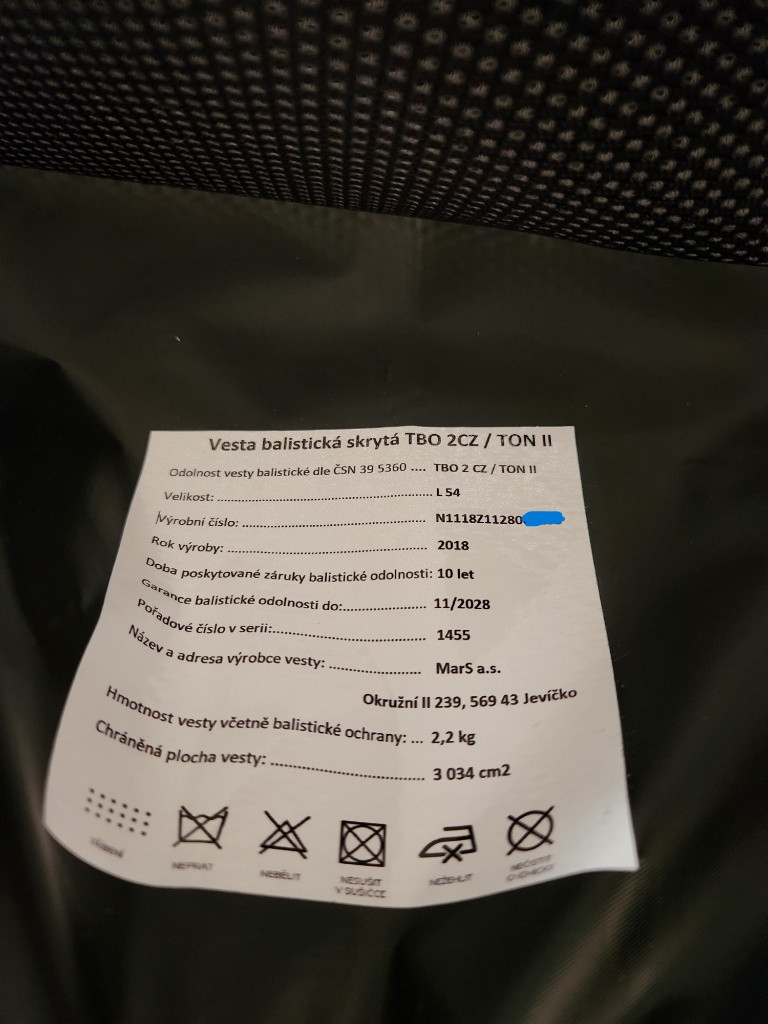 Vesta balistická skrytá TBO 2CZ / TON II
Odolnost vesty balistické dle ČSN 39 5360 .... TBO 2 CZ / TON II
Velikost: ........................................................ L 54
Výrobní číslo: ............................................... N1118Z11280
Rok výroby: ................................................... 2018
Doba poskytované záruky balistické odolnosti: 10 let
Garance balistické odolnosti do:..................... 11/2028
Pořadové číslo v serii:..................................... 1455
Název a adresa výrobce vesty: ...................... MarS a.s.
Okružní II 239, 569 43 Jevíčko
Hmotnost vesty včetně balistické ochrany: ... 2,2 kg
Chráněná plocha vesty: ..................................... 3 034 cm2
NEPRAT
NEBĚLIT
NESUŠIT
V SUŠIČCE
NEŽEHLIT
NEČISTIT
CHEMICKY